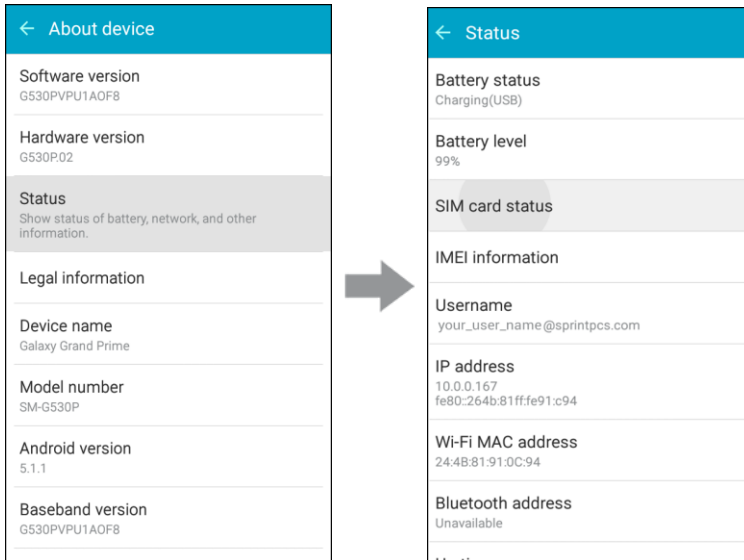 About device
Software version
G530PVPU1AOF8
Hardware version
G530P.02
Status
Show status of battery, network, and other
information.
Legal information
Device name
Galaxy Grand Prime
Model number
SM-G530P
Android version
5.1.1
Baseband version
G530PVPU1AOF8
Status
Battery status
Charging(USB)
Battery level
99%
SIM card status
IMEI information
Username
your_user_name@sprintpcs.com
IP address
10.0.0.167
fe80::264b:81ff:fe91:c94
Wi-Fi MAC address
24:4B:81:91:0C:94
Bluetooth address
Unavailable